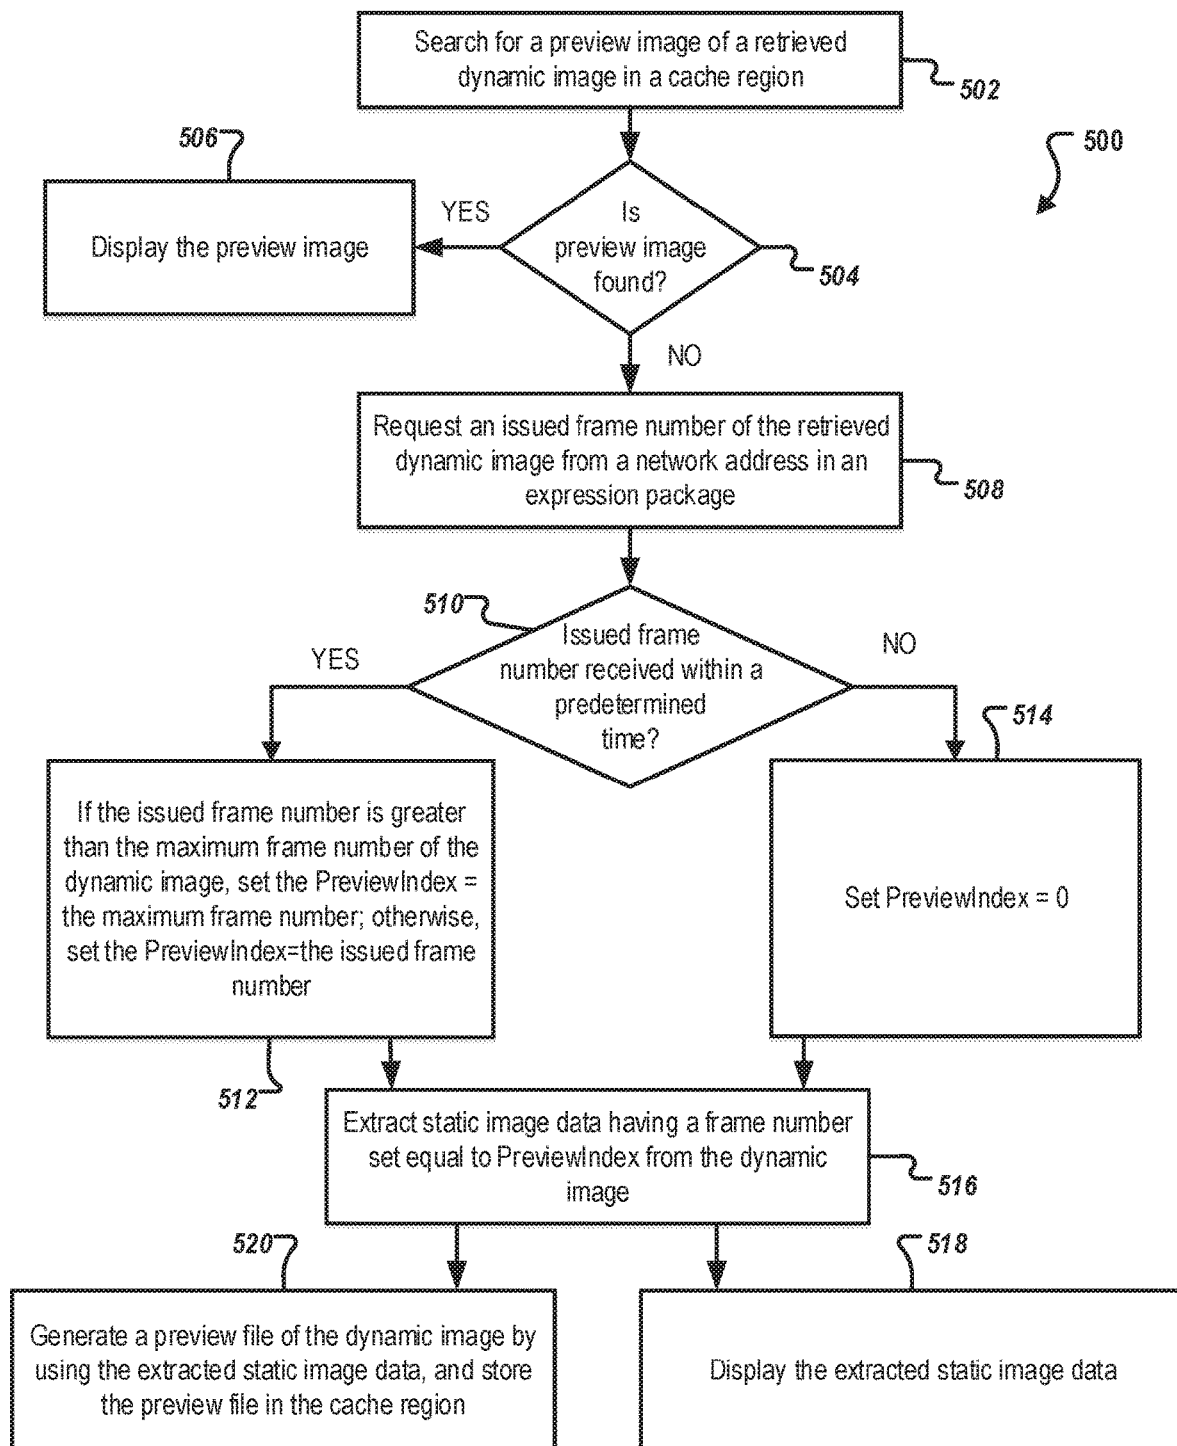 Search for a preview image of a retrieved
dynamic image in a cache region
502
506
500
YES
Is
preview image
found?
Display the preview image
504
NO
Request an issued frame number of the retrieved
dynamic image from a network address in an
expression package
508
510
Issued frame
number received within a
predetermined
time?
YES
NO
514
If the issued frame number is greater
than the maximum frame number of the
dynamic image, set the PreviewIndex =
the maximum frame number; otherwise,
set the PreviewIndex=the issued frame
number
Set PreviewIndex = 0
512
Extract static image data having a frame number
set equal to PreviewIndex from the dynamic
image
516
520
518
Generate a preview file of the dynamic image by
using the extracted static image data, and store
the preview file in the cache region
Display the extracted static image data